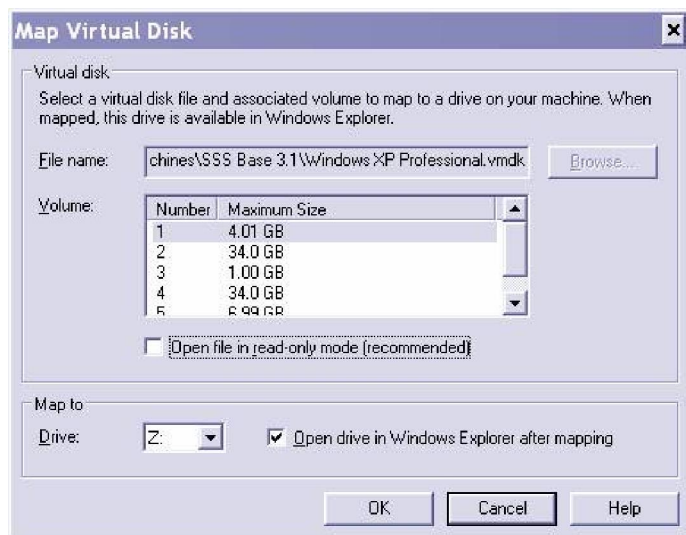 Map Virtual Disk
Virtual disk
Select a virtual disk file and associated volume to map to a drive on your machine. When
mapped, this drive is available in Windows Explorer.
File name: chines\SSS Base 3.1\Windows XP Professional.vmdk Browse...
Volume: Number Maximum Size
1 4.01 GB
2 34.0 GB
3 1.00 GB
4 34.0 GB
5 6.99 GB
Open file in read-only mode (recommended)
Map to
Drive: Z: Open drive in Windows Explorer after mapping
OK Cancel Help